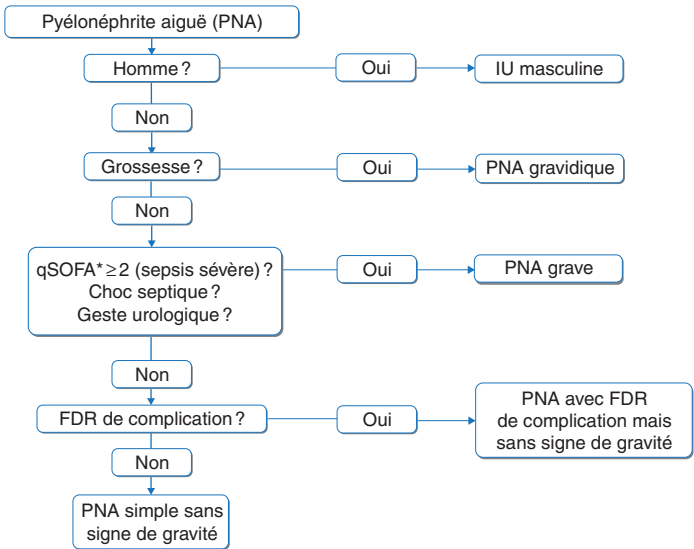 Pyélonéphrite aiguë (PNA)
Homme ?
Oui
IU masculine
Non
Grossesse ?
Oui
PNA gravidique
Non
qSOFA* ≥ 2 (sepsis sévère) ?
Choc septique ?
Geste urologique ?
Oui
PNA grave
Non
FDR de complication ?
Oui
PNA avec FDR
de complication mais
sans signe de gravité
Non
PNA simple sans
signe de gravité